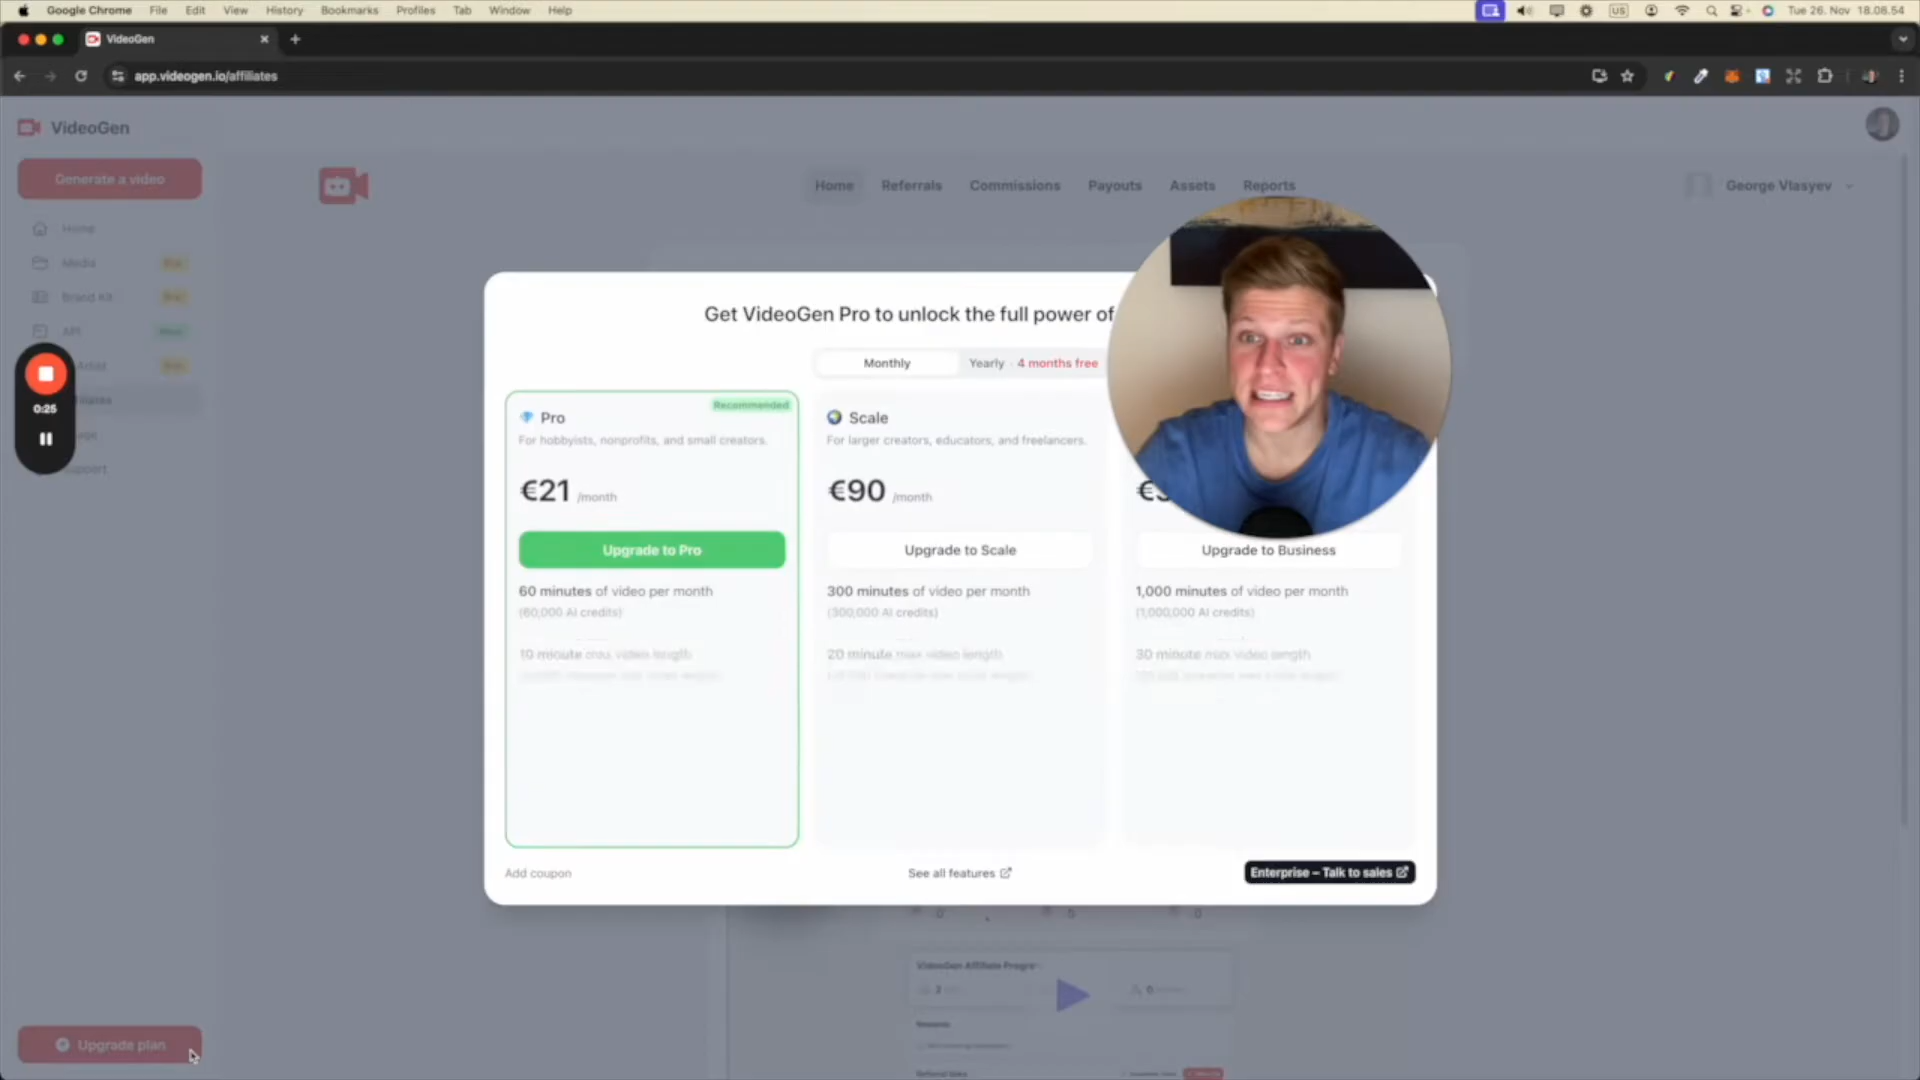 Google Chrome File Edit View History Bookmarks Profiles Tab Window Help US Tue 26. Nov 18.08.54
VideoGen
app.videogen.io/affiliates
VideoGen
Generate a video
Home Referrals Commissions Payouts Assets Reports George Vlasyev
Home
Media
Brand Kit
API New
0:25
Support
Get VideoGen Pro to unlock the full power of
Monthly Yearly · 4 months free
Recommended
Pro
For hobbyists, nonprofits, and small creators.
€21 /month
Upgrade to Pro
60 minutes of video per month
(60,000 AI credits)
10 minute max video length
Scale
For larger creators, educators, and freelancers.
€90 /month
Upgrade to Scale
300 minutes of video per month
(300,000 AI credits)
20 minute max video length
Upgrade to Business
1,000 minutes of video per month
(1,000,000 AI credits)
30 minute max video length
Add coupon See all features Enterprise – Talk to sales
VideoGen Affiliate Progr
Upgrade plan